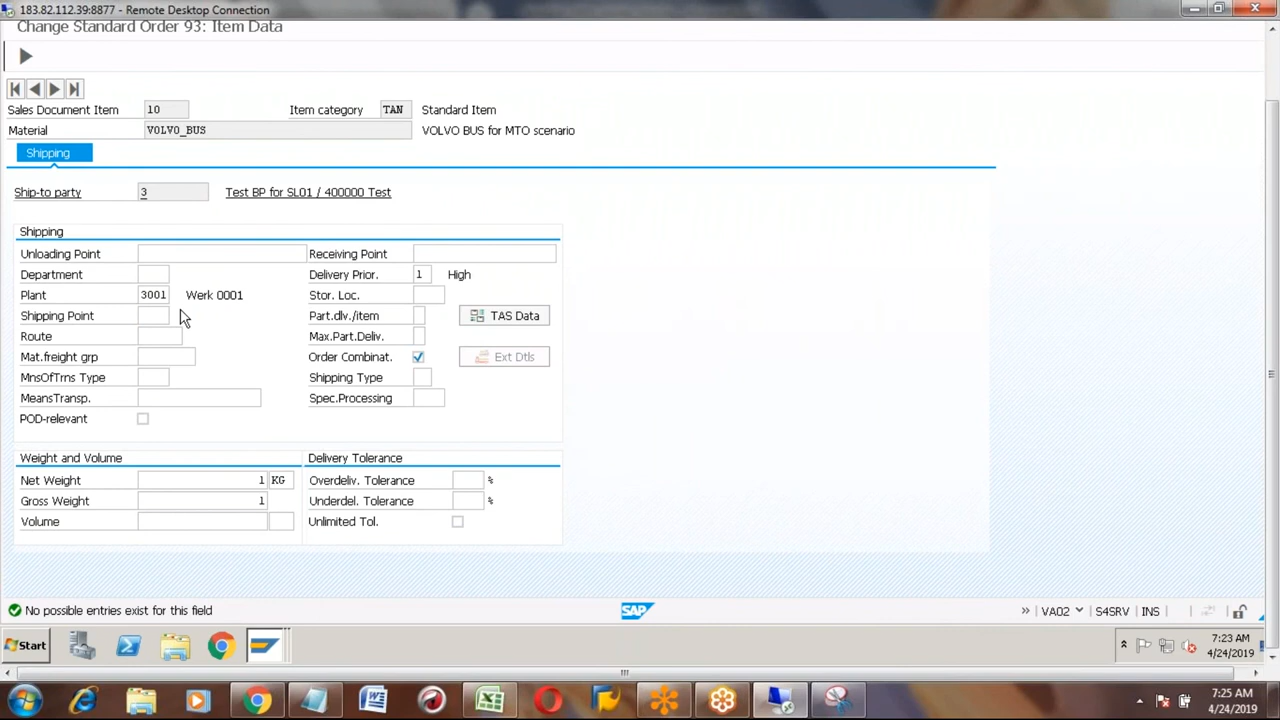 183.82.112.39:8877 - Remote Desktop Connection
Change Standard Order 93: Item Data
Sales Document Item 10 Item category TAN Standard Item
Material VOLVO_BUS VOLVO BUS for MTO scenario
Shipping
Ship-to party 3 Test BP for SL01 / 400000 Test
Shipping
Unloading Point Receiving Point
Department Delivery Prior. 1 High
Plant 3001 Werk 0001 Stor. Loc.
Shipping Point Part.dlv./item TAS Data
Route Max.Part.Deliv.
Mat.freight grp Order Combinat. Ext Dtls
MnsOfTrns Type Shipping Type
MeansTransp. Spec.Processing
POD-relevant
Weight and Volume Delivery Tolerance
Net Weight 1 KG Overdeliv. Tolerance %
Gross Weight 1 Underdel. Tolerance %
Volume Unlimited Tol.
No possible entries exist for this field SAP VA02 S4SRV INS
Start 7:23 AM
4/24/2019
7:25 AM
4/24/2019